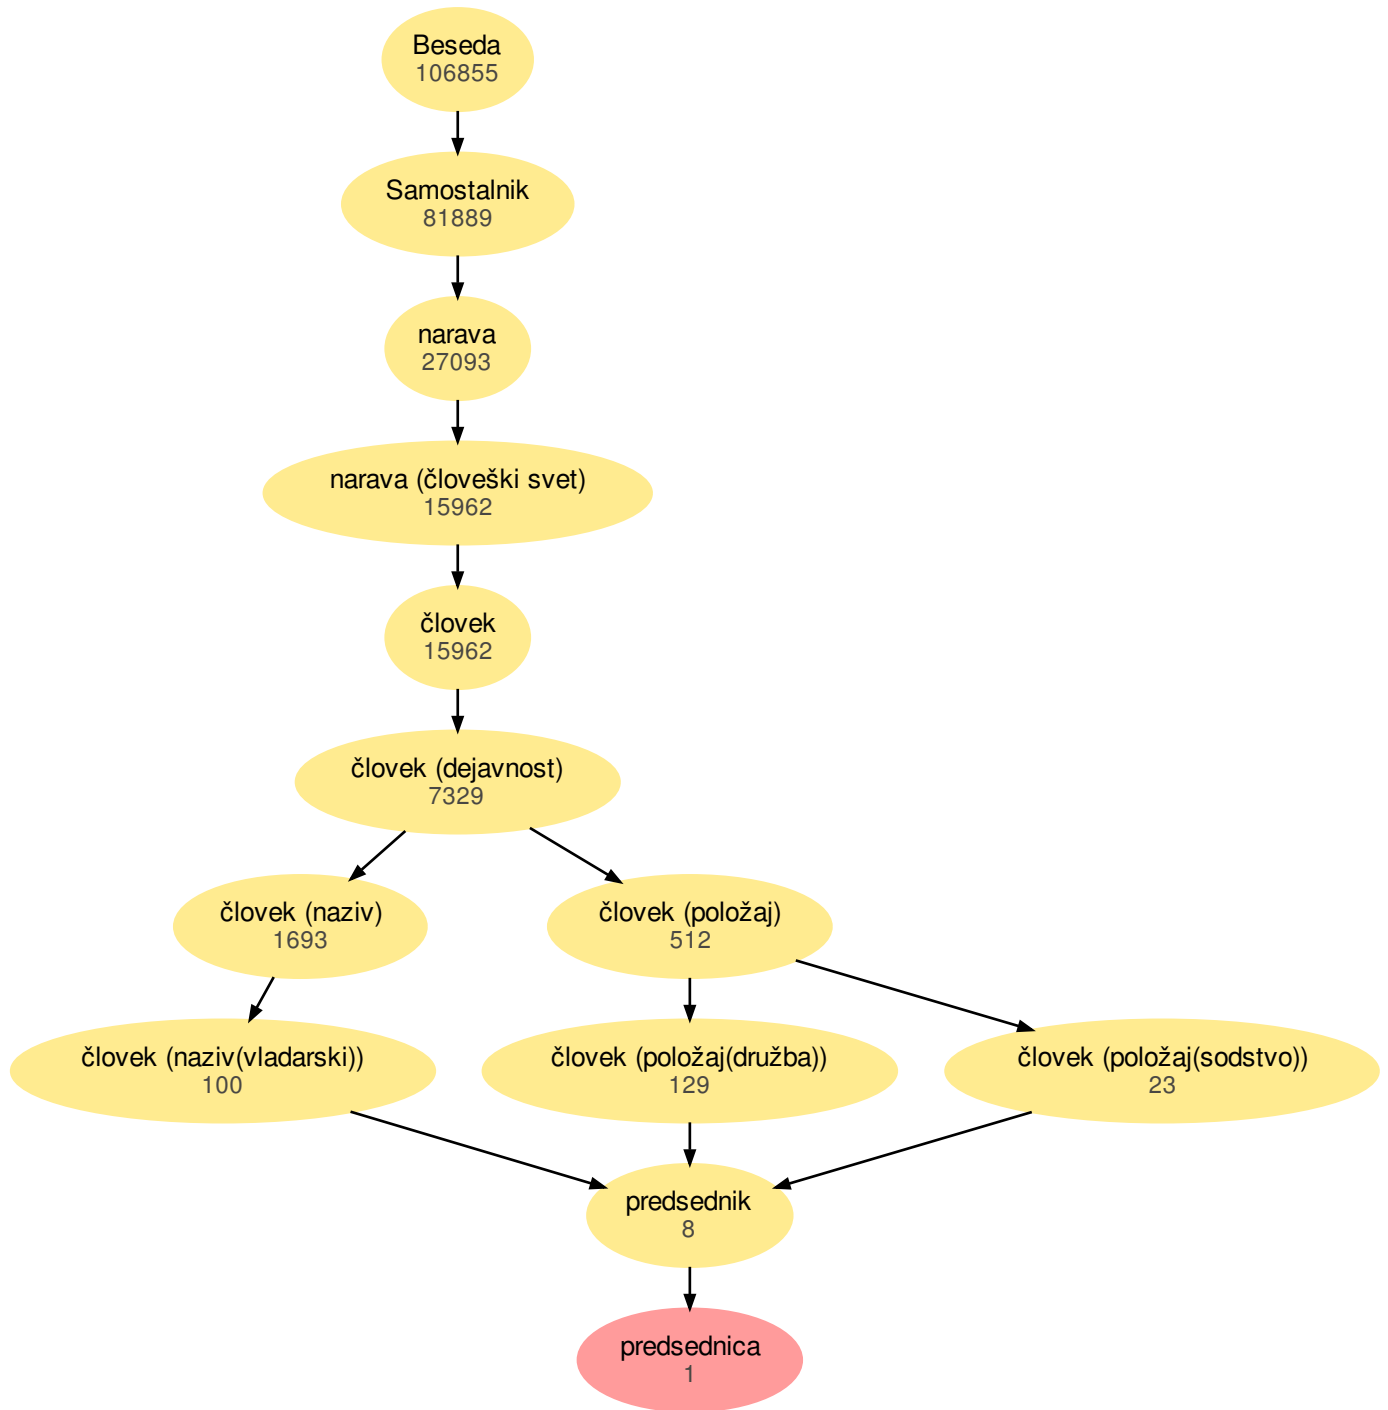 Beseda
106855
Samostalnik
81889
narava
27093
narava (človeški svet)
15962
človek
15962
človek (dejavnost)
7329
človek (naziv)
1693
človek (položaj)
512
človek (naziv(vladarski))
100
človek (položaj(družba))
129
človek (položaj(sodstvo))
23
predsednik
8
predsednica
1